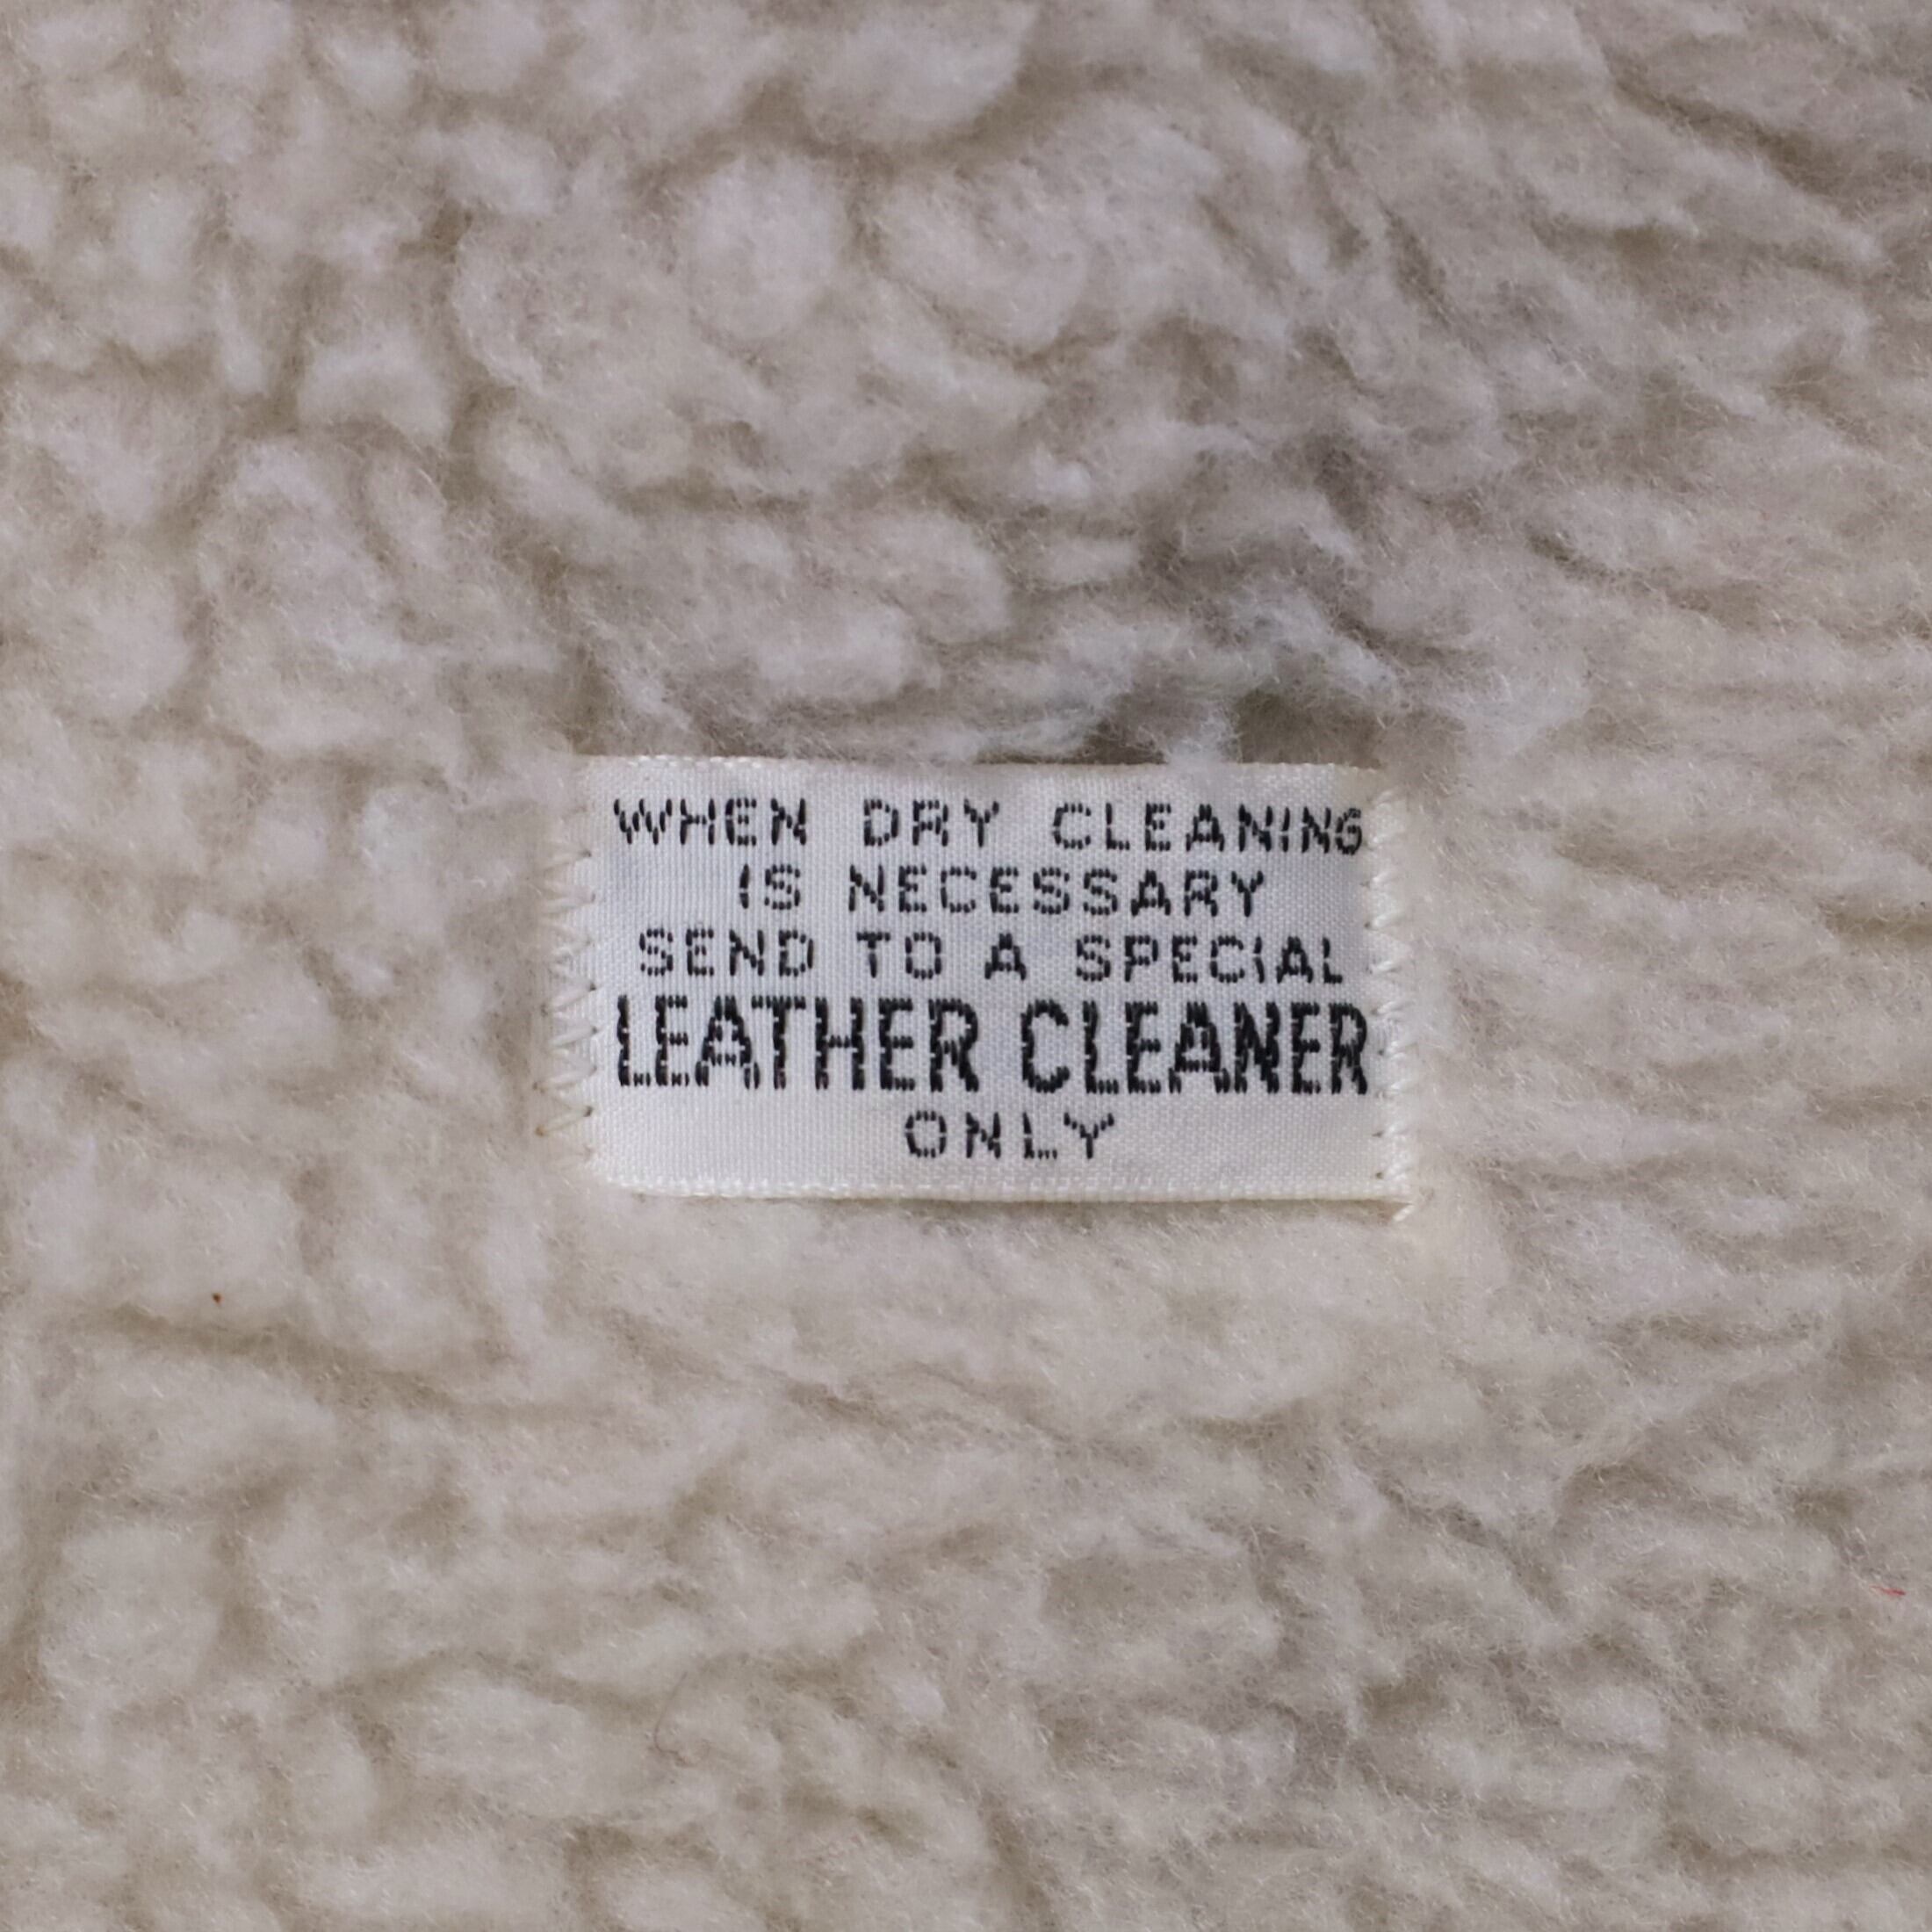 WHEN DRY CLEANING
IS NECESSARY
SEND TO A SPECIAL
LEATHER CLEANER
ONLY